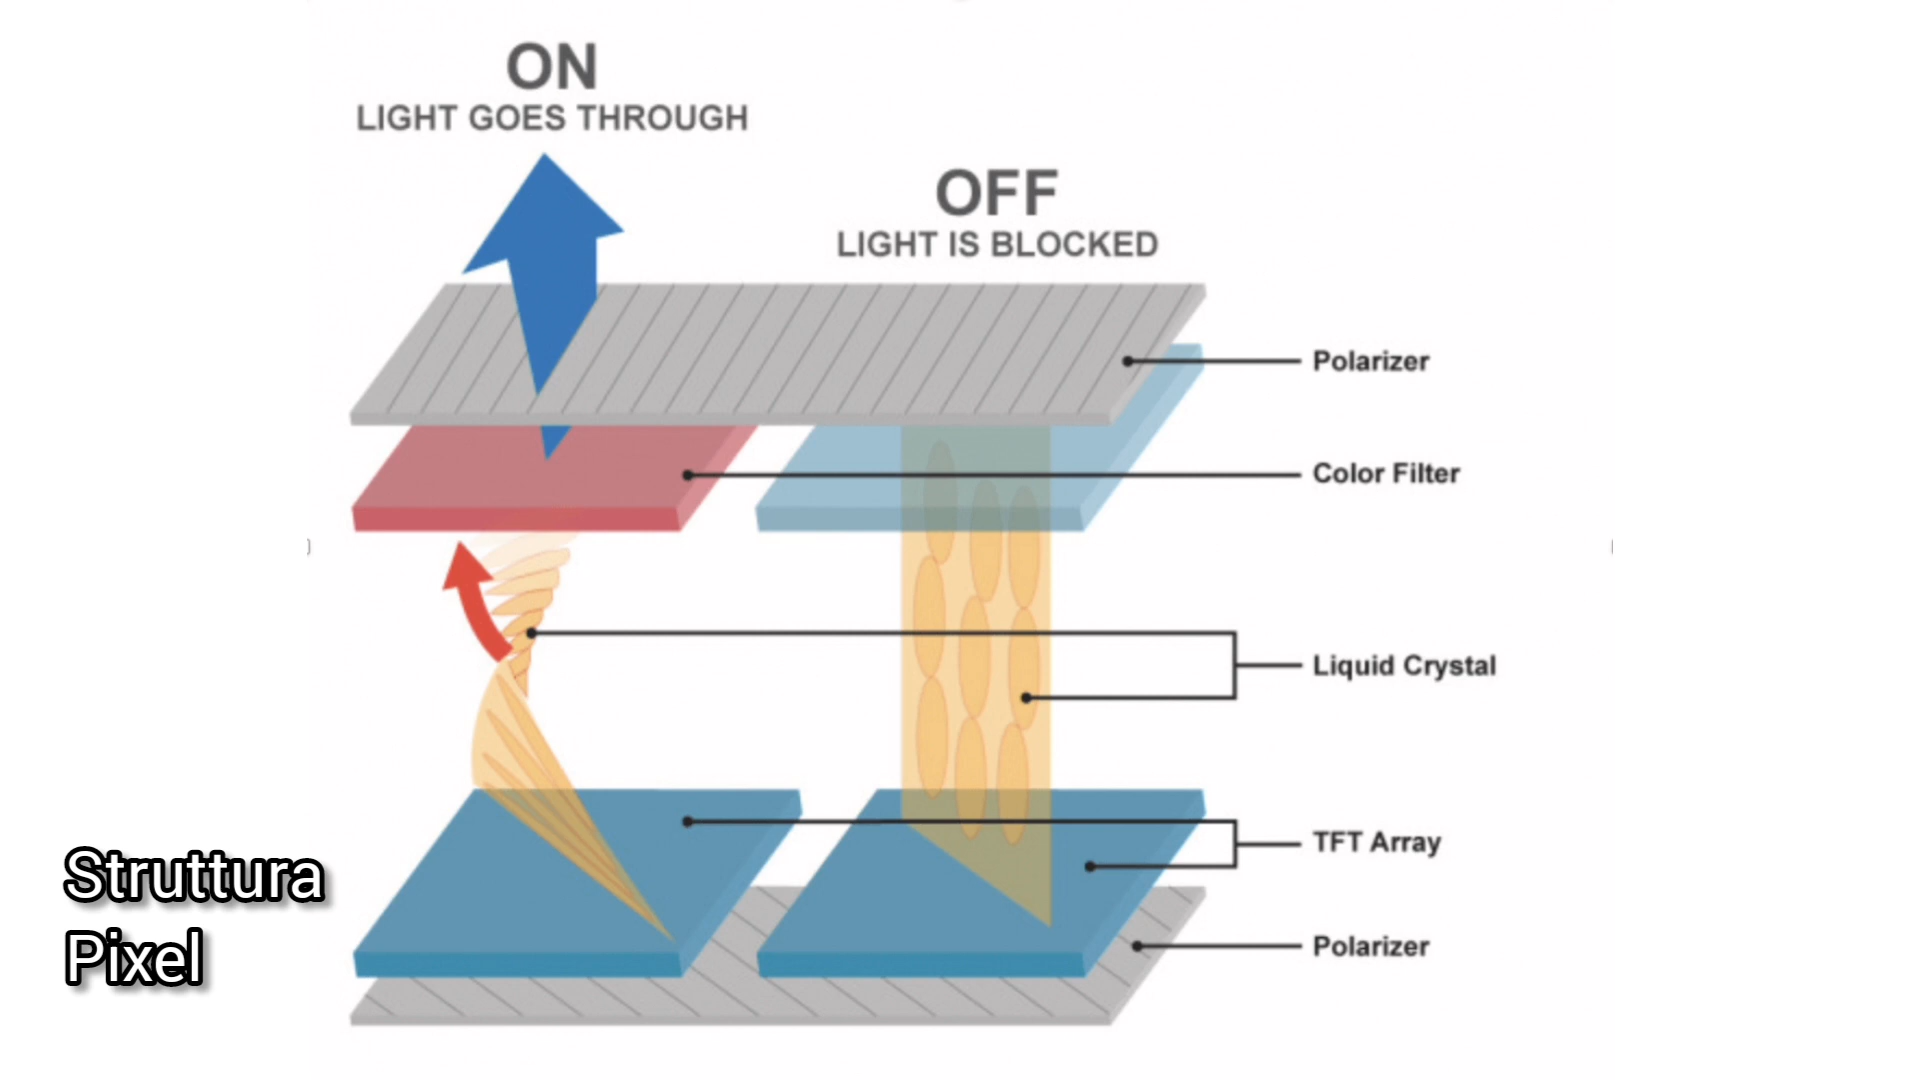 ON
LIGHT GOES THROUGH
OFF
LIGHT IS BLOCKED
Polarizer
Color Filter
Liquid Crystal
TFT Array
Polarizer
Struttura
Pixel